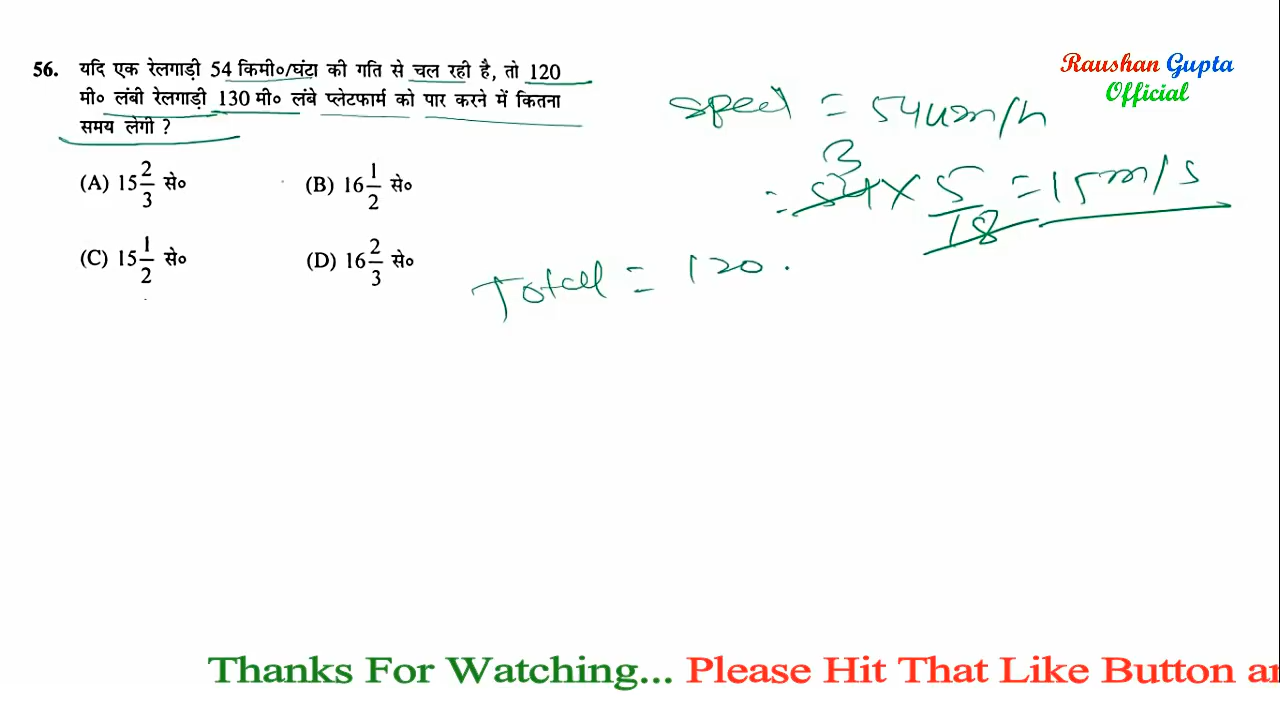 56. यदि एक रेलगाड़ी 54 किमी०/घंटा की गति से चल रही है, तो 120
मी० लंबी रेलगाड़ी 130 मी० लंबे प्लेटफार्म को पार करने में कितना
समय लेगी ?
(A) 15 2/3 से० (B) 16 1/2 से०
(C) 15 1/2 से० (D) 16 2/3 से०
Raushan Gupta
Official
speed = 54km/h
3
= 54 × 5/18 = 15m/s
Total = 120
Thanks For Watching... Please Hit That Like Button